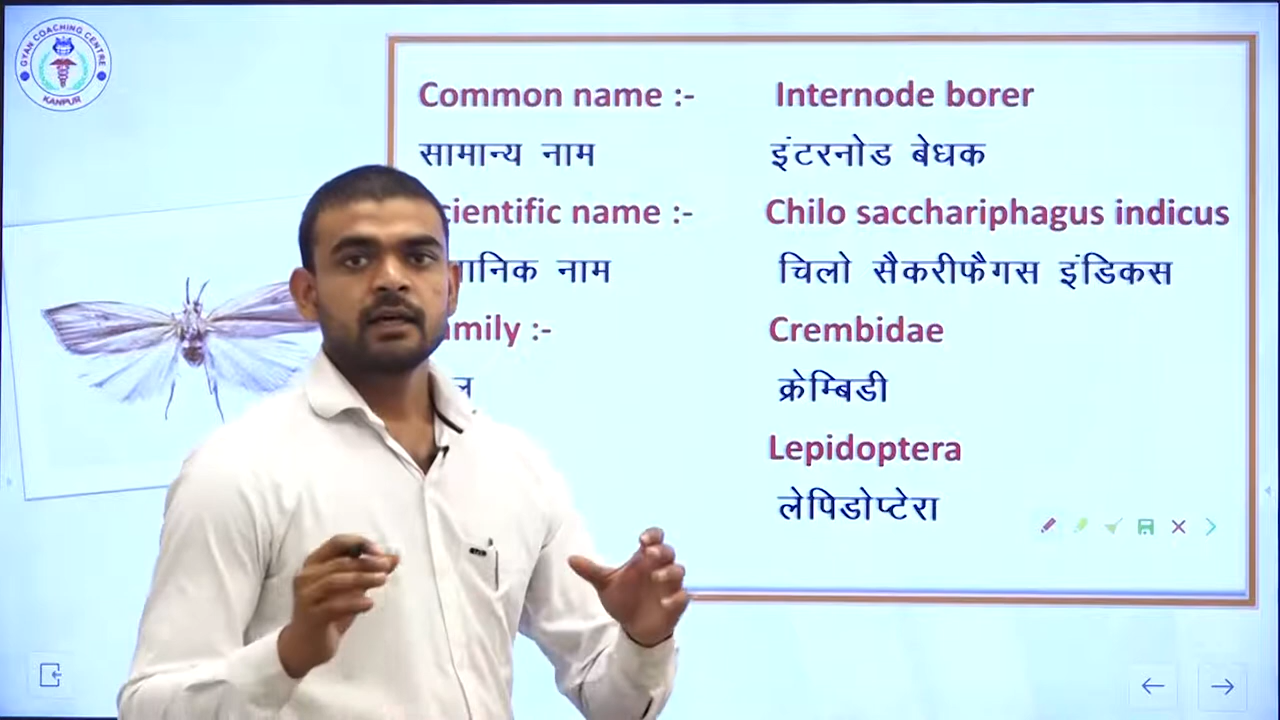 GYAN COACHING CENTRE
KANPUR
Common name :- Internode borer
सामान्य नाम इंटरनोड बेधक
cientific name :- Chilo sacchariphagus indicus
ानिक नाम चिलो सैकरीफैगस इंडिकस
amily :- Crembidae
ल क्रेम्बिडी
Lepidoptera
लेपिडोप्टेरा